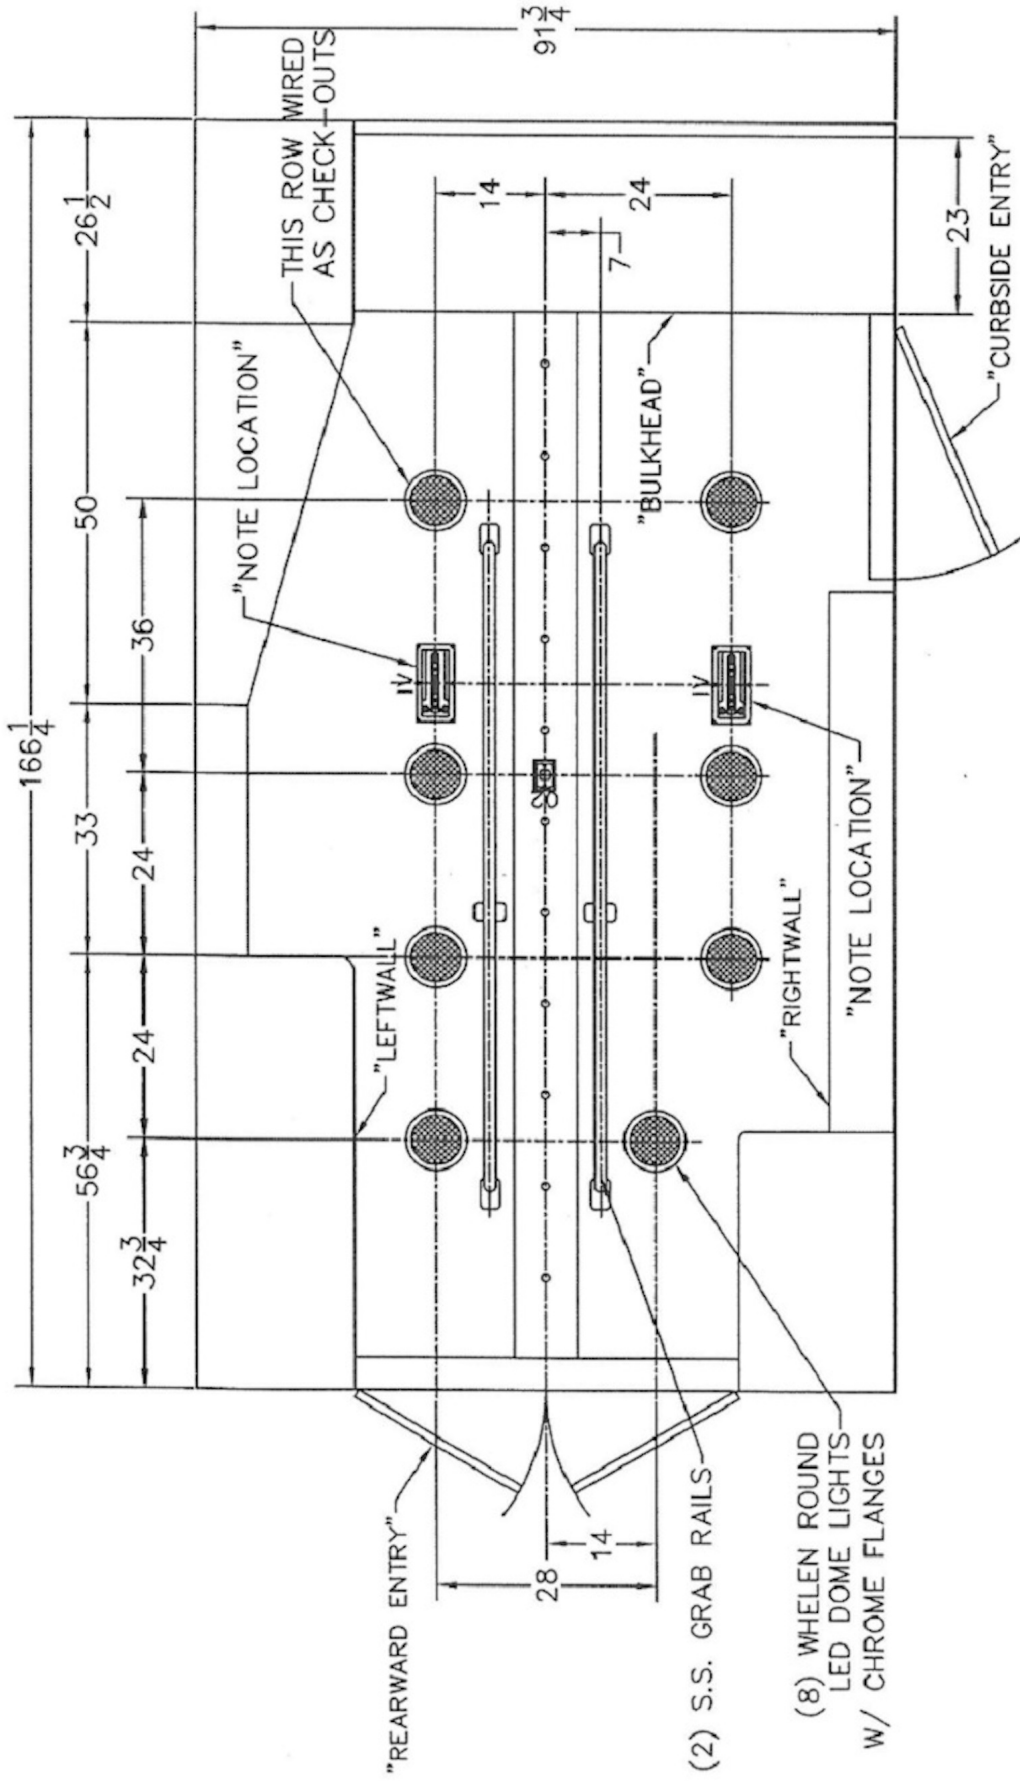 166 1/4
56 3/4
33
50
26 1/2
32 3/4
24
24
36
91 3/4
"NOTE LOCATION"
THIS ROW WIRED
AS CHECK-OUTS
"LEFTWALL"
IV
14
24
7
"BULKHEAD"
IV
"REARWARD ENTRY"
28
14
(2) S.S. GRAB RAILS
(8) WHELEN ROUND
LED DOME LIGHTS
W/ CHROME FLANGES
"RIGHTWALL"
"NOTE LOCATION"
23
"CURBSIDE ENTRY"